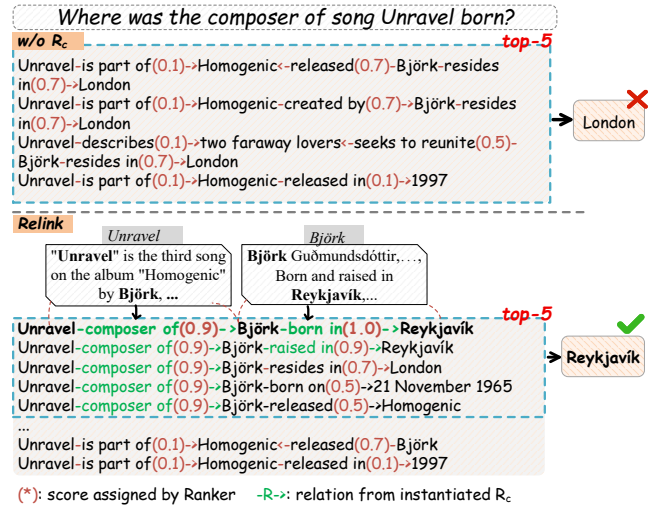 Where was the composer of song Unravel born?
w/o Rc
top-5
Unravel-is part of(0.1)->Homogenic<-released(0.7)-Björk-resides
in(0.7)->London
Unravel-is part of(0.1)->Homogenic-created by(0.7)->Björk-resides
in(0.7)->London
Unravel-describes(0.1)->two faraway lovers<-seeks to reunite(0.5)-
Björk-resides in(0.7)->London
Unravel-is part of(0.1)->Homogenic-released in(0.1)->1997
London
Relink
Unravel
"Unravel" is the third song
on the album "Homogenic"
by Björk, ...
Björk
Björk Guðmundsdóttir,...,
Born and raised in
Reykjavík,...
top-5
Unravel-composer of(0.9)->Björk-born in(1.0)->Reykjavík
Unravel-composer of(0.9)->Björk-raised in(0.9)->Reykjavík
Unravel-composer of(0.9)->Björk-resides in(0.7)->London
Unravel-composer of(0.9)->Björk-born on(0.5)->21 November 1965
Unravel-composer of(0.9)->Björk-released(0.5)->Homogenic
...
Unravel-is part of(0.1)->Homogenic<-released(0.7)-Björk
Unravel-is part of(0.1)->Homogenic-released in(0.1)->1997
Reykjavík
(*): score assigned by Ranker -R->: relation from instantiated Rc